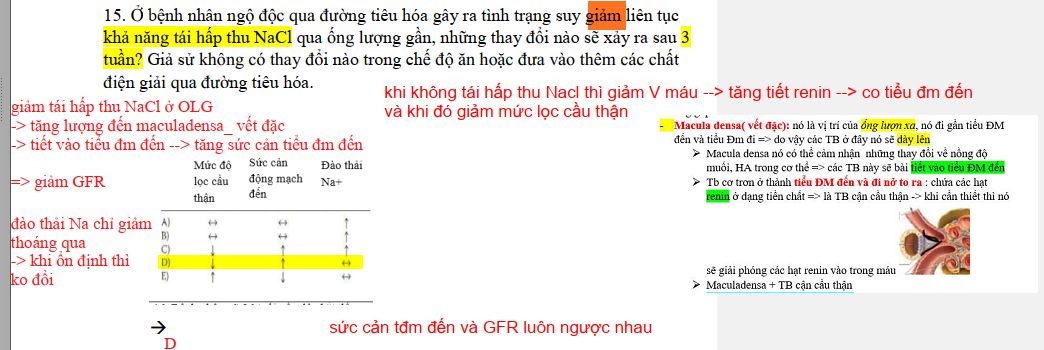 15. Ở bệnh nhân ngộ độc qua đường tiêu hóa gây ra tình trạng suy giảm liên tục
khả năng tái hấp thu NaCl qua ống lượng gần, những thay đổi nào sẽ xảy ra sau 3
tuần? Giả sử không có thay đổi nào trong chế độ ăn hoặc đưa vào thêm các chất
điện giải qua đường tiêu hóa.
khi không tái hấp thu Nacl thì giảm V máu --> tăng tiết renin --> co tiểu đm đến
và khi đó giảm mức lọc cầu thận
giảm tái hấp thu NaCl ở OLG
-> tăng lượng đến maculadensa_ vết đặc
-> tiết vào tiểu đm đến --> tăng sức cản tiểu đm đến
=> giảm GFR
đào thải Na chỉ giảm
thoáng qua
-> khi ổn định thì
ko đổi
Mức độ lọc cầu thận | Sức cản động mạch đến | Đào thải Na+
A) ↔ ↔ ↑
B) ↔ ↔ ↑
C) ↓ ↑ ↑
D) ↓ ↑ ↔
E) ↑ ↓ ↔
→
D
sức cản tđm đến và GFR luôn ngược nhau
- Macula densa( vết đặc): nó là vị trí của ống lượn xa, nó đi gần tiểu ĐM
đến và tiểu Đm đi => do vậy các TB ở đây nó sẽ dày lên
➢ Macula densa nó có thể cảm nhận những thay đổi về nồng độ
muối, HA trong cơ thể => các TB này sẽ bài tiết vao tiểu ĐM đến
➢ Tb cơ trơn ở thành tiểu ĐM đến và đi nở to ra : chứa các hạt
renin ở dạng tiền chất => là TB cận cầu thận -> khi cần thiết thì nó
sẽ giải phóng các hạt renin vào trong máu
➢ Maculadensa + TB cận cầu thận